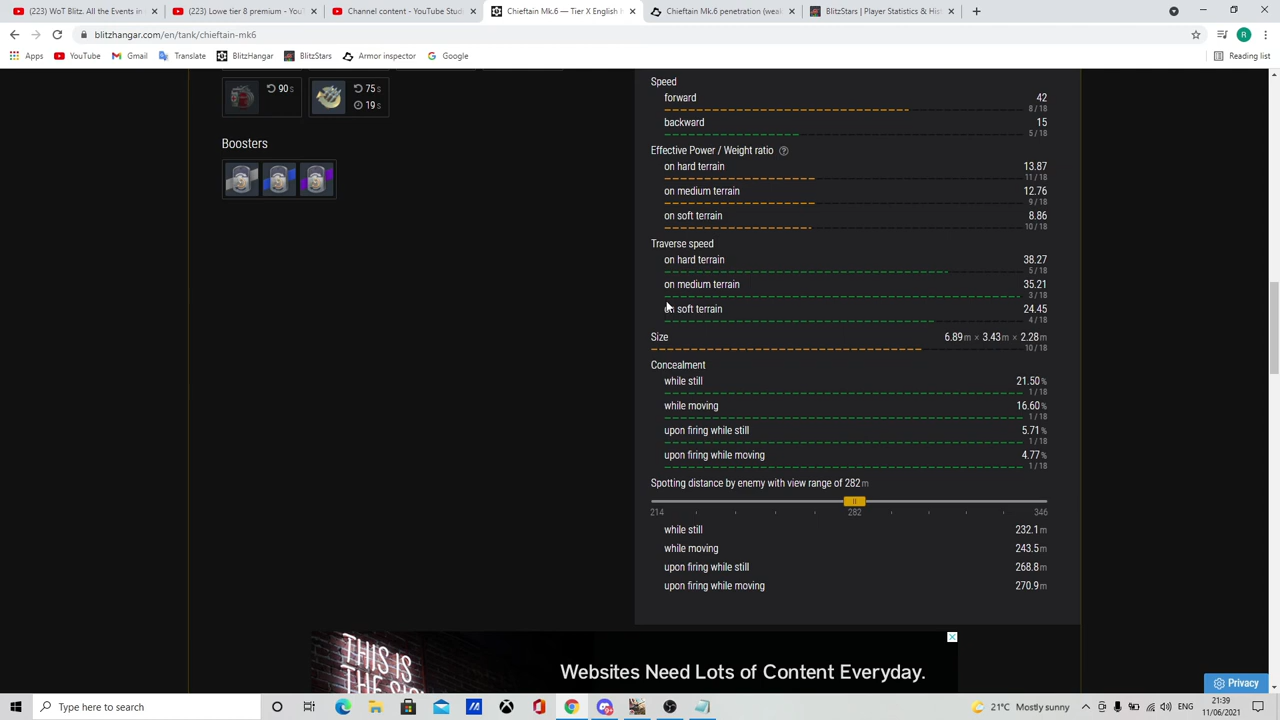 (223) WoT Blitz. All the Events in
(223) Lowe tier 8 premium - You
Channel content - YouTube Studi
Chieftain Mk.6 — Tier X English h
Chieftain Mk.6 penetration (weak
BlitzStars | Player Statistics & Hist
blitzhangar.com/en/tank/chieftain-mk6
R
Apps
YouTube
Gmail
Translate
BlitzHangar
BlitzStars
Armor inspector
Google
Reading list
90 s
75 s
19 s
Boosters
Speed
forward 42
8 / 18
backward 15
5 / 18
Effective Power / Weight ratio ?
on hard terrain 13.87
11 / 18
on medium terrain 12.76
9 / 18
on soft terrain 8.86
10 / 18
Traverse speed
on hard terrain 38.27
5 / 18
on medium terrain 35.21
3 / 18
on soft terrain 24.45
4 / 18
Size 6.89 m × 3.43 m × 2.28 m
10 / 18
Concealment
while still 21.50 %
1 / 18
while moving 16.60 %
1 / 18
upon firing while still 5.71 %
1 / 18
upon firing while moving 4.77 %
1 / 18
Spotting distance by enemy with view range of 282 m
214 282 346
while still 232.1 m
while moving 243.5 m
upon firing while still 268.8 m
upon firing while moving 270.9 m
THIS IS
THE SIGN
Websites Need Lots of Content Everyday.
Privacy
Type here to search
21°C Mostly sunny
ENG
21:39
11/06/2021